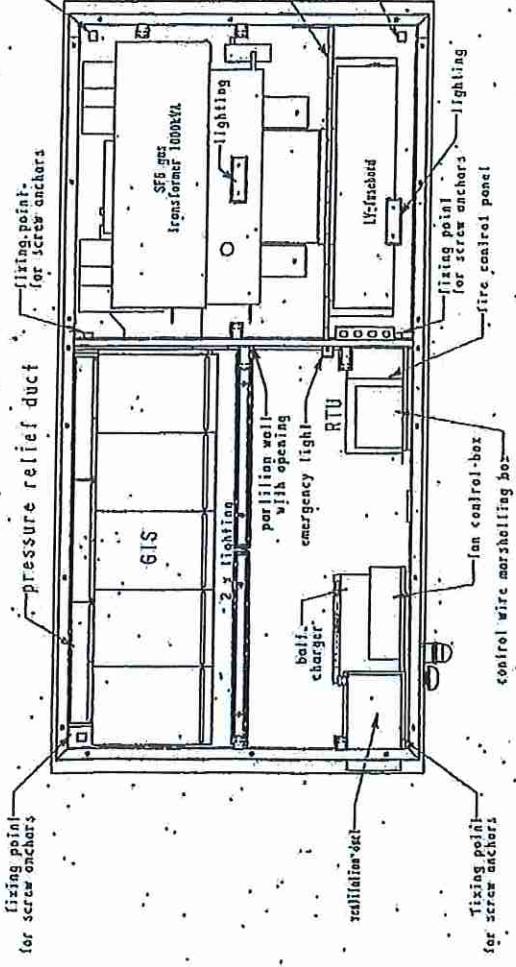 fixing point
for screw anchors
pressure relief duct
fixing point
for screw anchors
GIS
2 x lighting
SF6 gas
transformer 1000kVA
lighting
partition wall
with opening
emergency light
RTU
LV-fuseboard
lighting
fixing point
for screw anchors
fire control panel
batt.
charger
fan control box
control wire marshalling box
ventilation duct
fixing point
for screw anchors